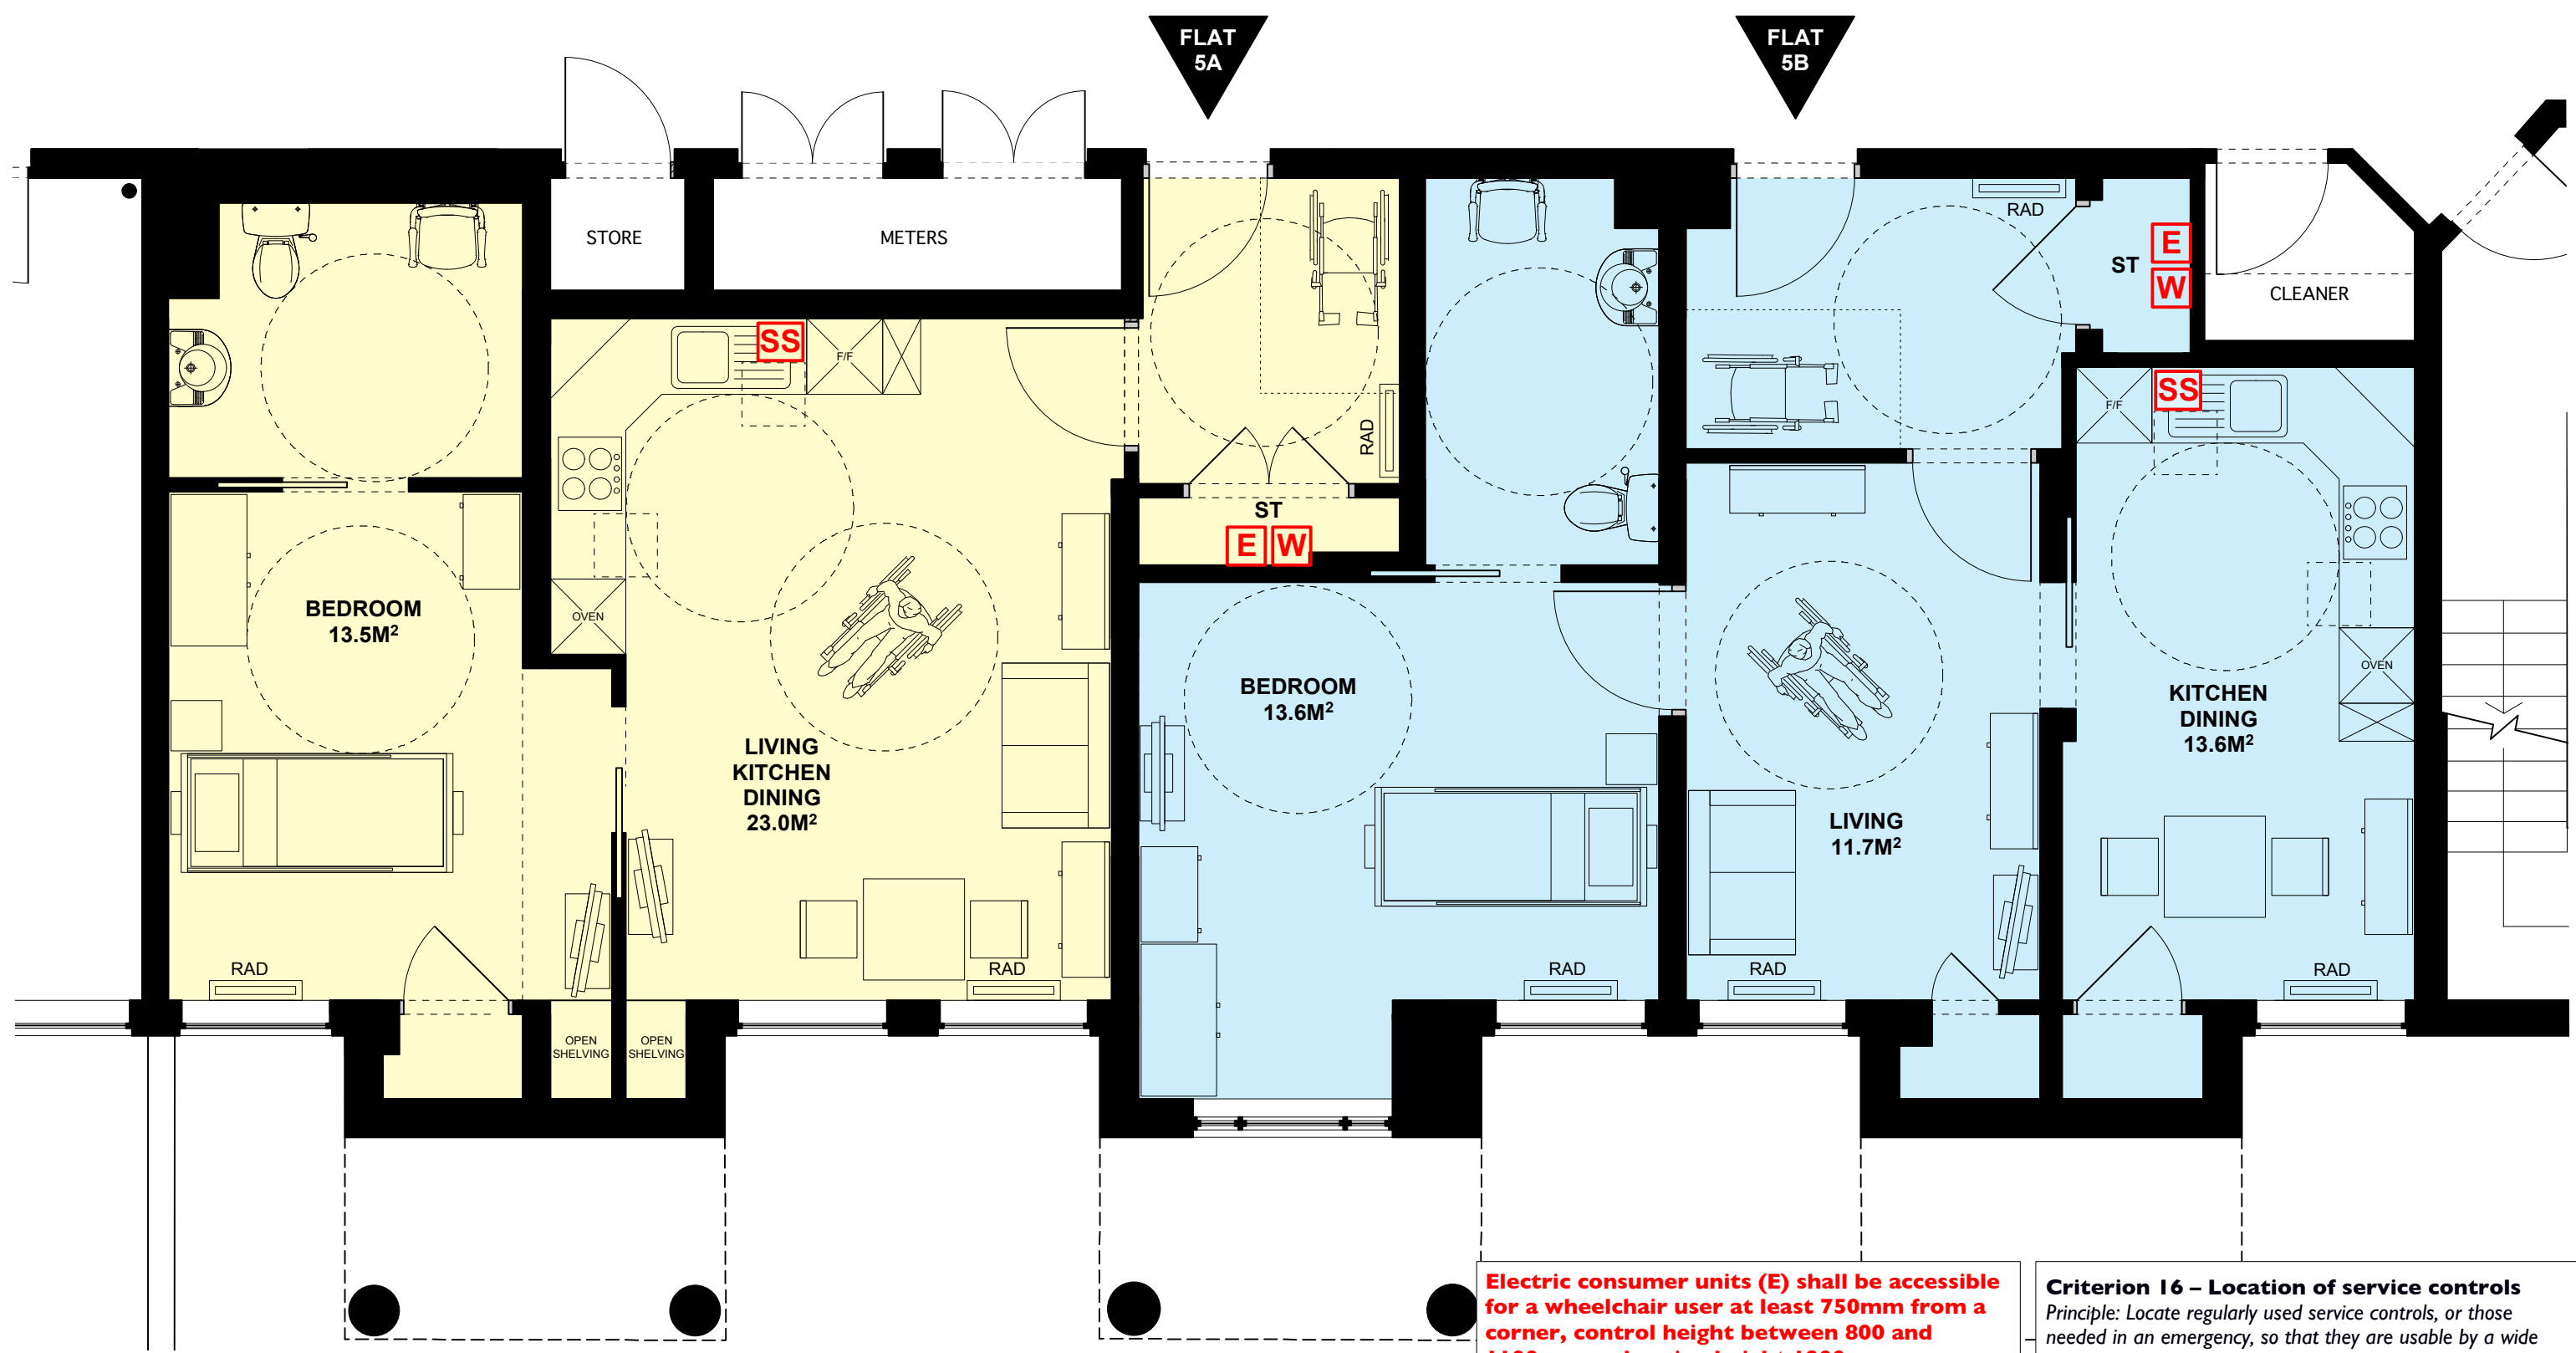 FLAT
5A
FLAT
5B
STORE
METERS
RAD
ST
E
W
CLEANER
SS
F/F
RAD
ST
E W
SS
F/F
OVEN
BEDROOM
13.5M²
LIVING
KITCHEN
DINING
23.0M²
BEDROOM
13.6M²
LIVING
11.7M²
OVEN
KITCHEN
DINING
13.6M²
RAD
RAD
RAD
RAD
RAD
OPEN
SHELVING
OPEN
SHELVING
Electric consumer units (E) shall be accessible
for a wheelchair user at least 750mm from a
corner, control height between 800 and
Criterion 16 – Location of service controls
Principle: Locate regularly used service controls, or those
needed in an emergency, so that they are usable by a wide